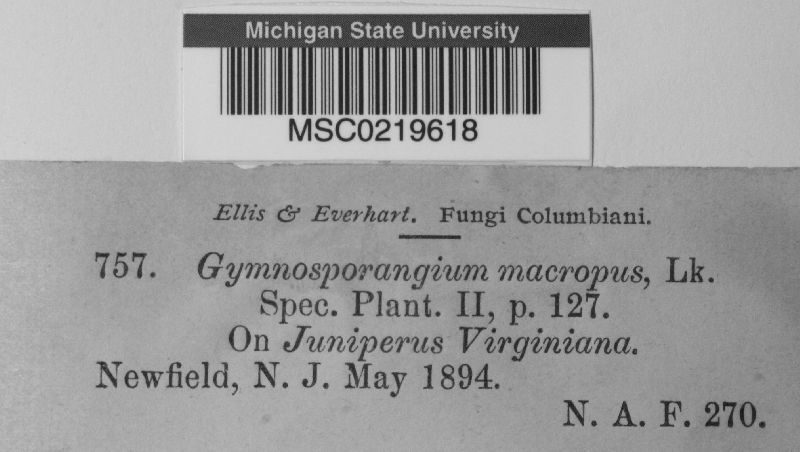 Michigan State University
MSC0219618
Ellis & Everhart. Fungi Columbiani.
757. Gymnosporangium macropus, Lk.
Spec. Plant. II, p. 127.
On Juniperus Virginiana.
Newfield, N. J. May 1894.
N. A. F. 270.